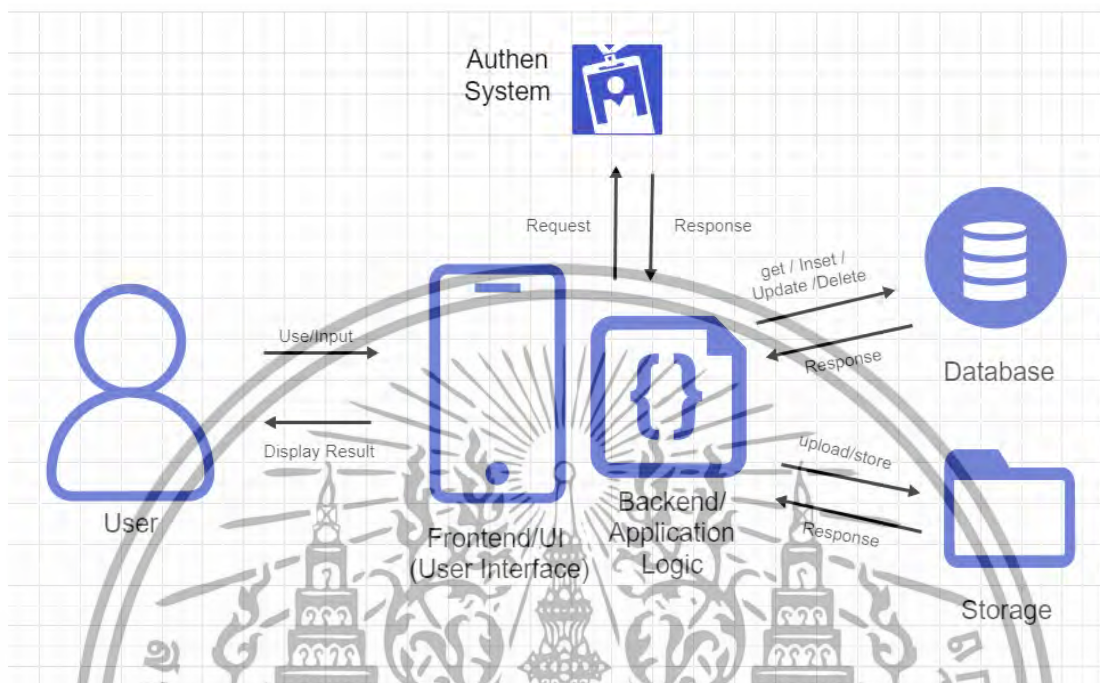 Authen
System
Request
Response
get / Inset /
Update /Delete
Response
Database
Use/Input
Display Result
User
Frontend/UI
(User Interface)
Backend/
Application
Logic
upload/store
Response
Storage